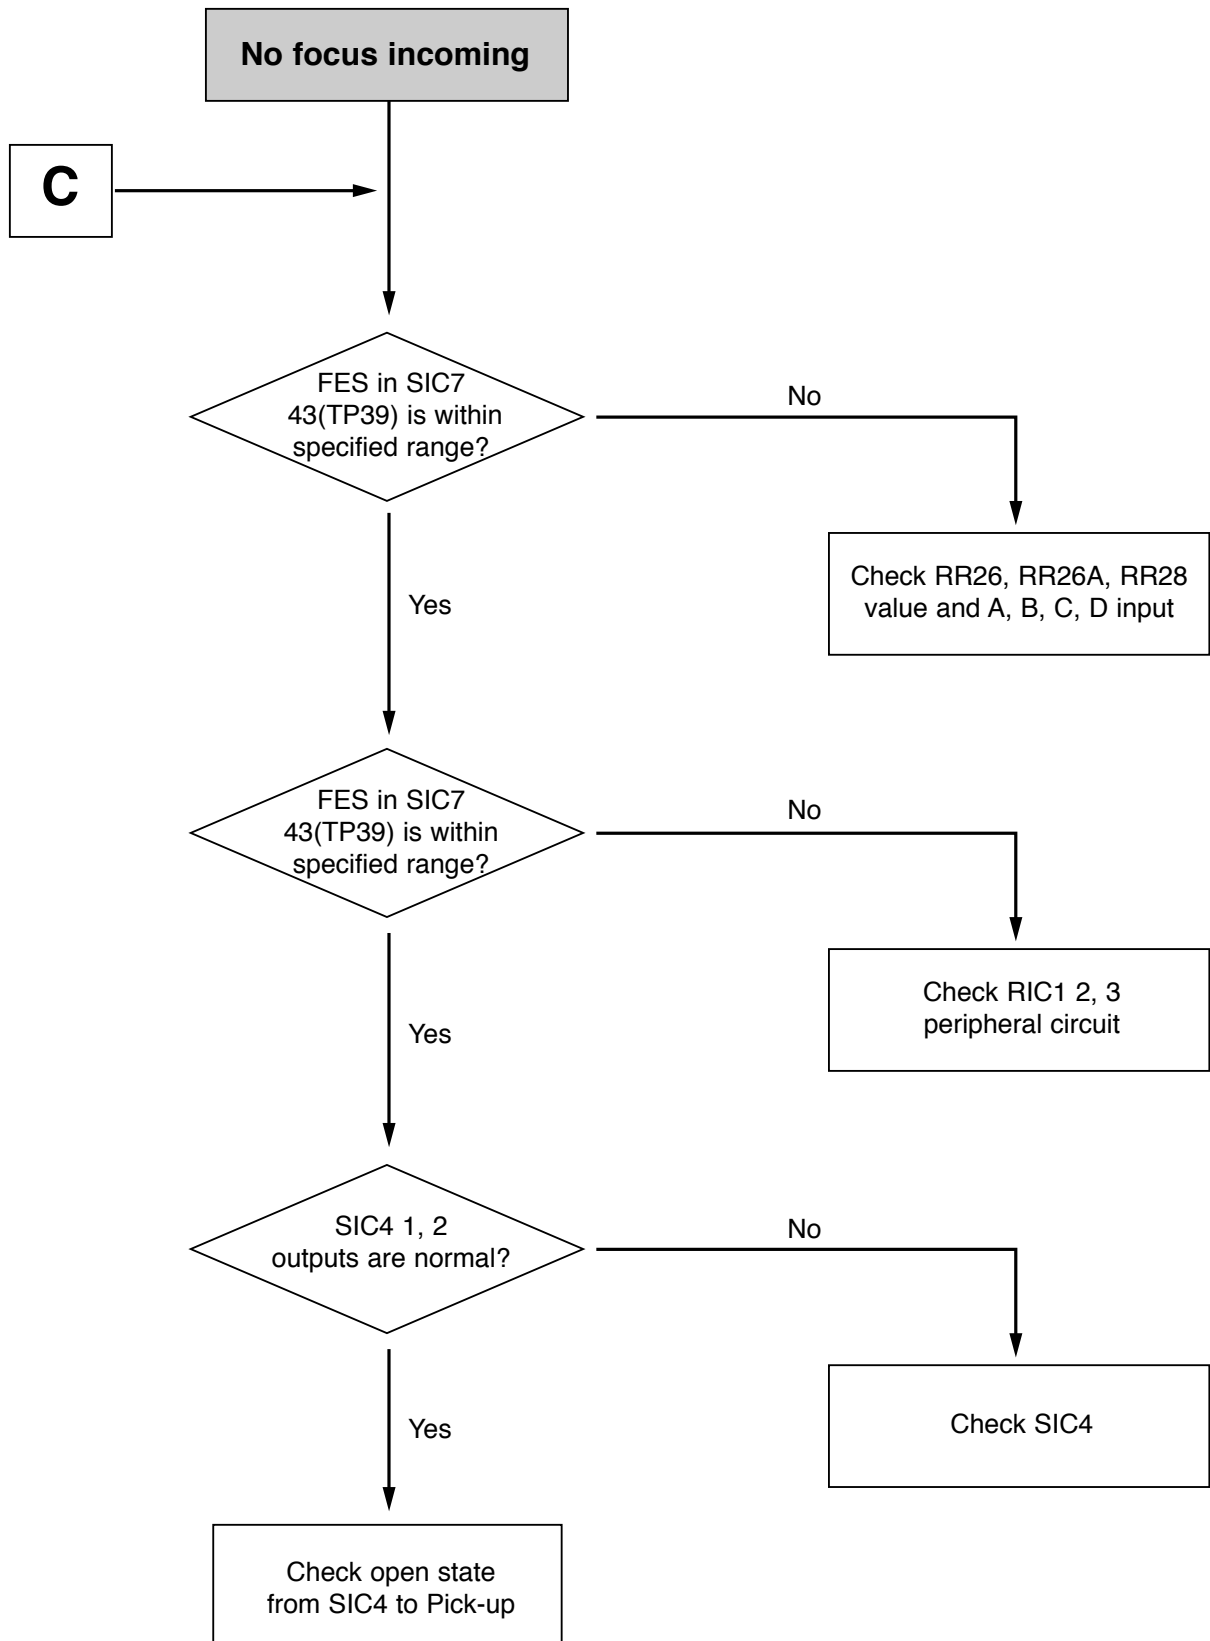 No focus incoming
C
FES in SIC7
43(TP39) is within
specified range?
No
Check RR26, RR26A, RR28
value and A, B, C, D input
Yes
FES in SIC7
43(TP39) is within
specified range?
No
Check RIC1 2, 3
peripheral circuit
Yes
SIC4 1, 2
outputs are normal?
No
Check SIC4
Yes
Check open state
from SIC4 to Pick-up